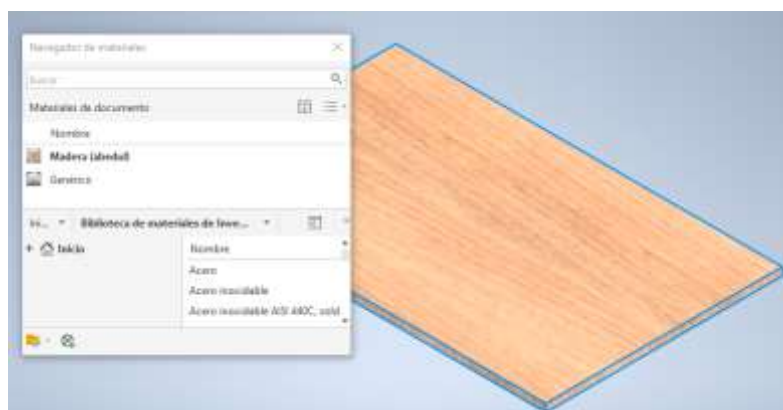 Navegador de materiales
Buscar
Materiales de documento
Nombre
Madera (abedul)
Genérico
Ini... Biblioteca de materiales de Inve...
Inicio
Nombre
Acero
Acero inoxidable
Acero inoxidable AISI 440C, sold